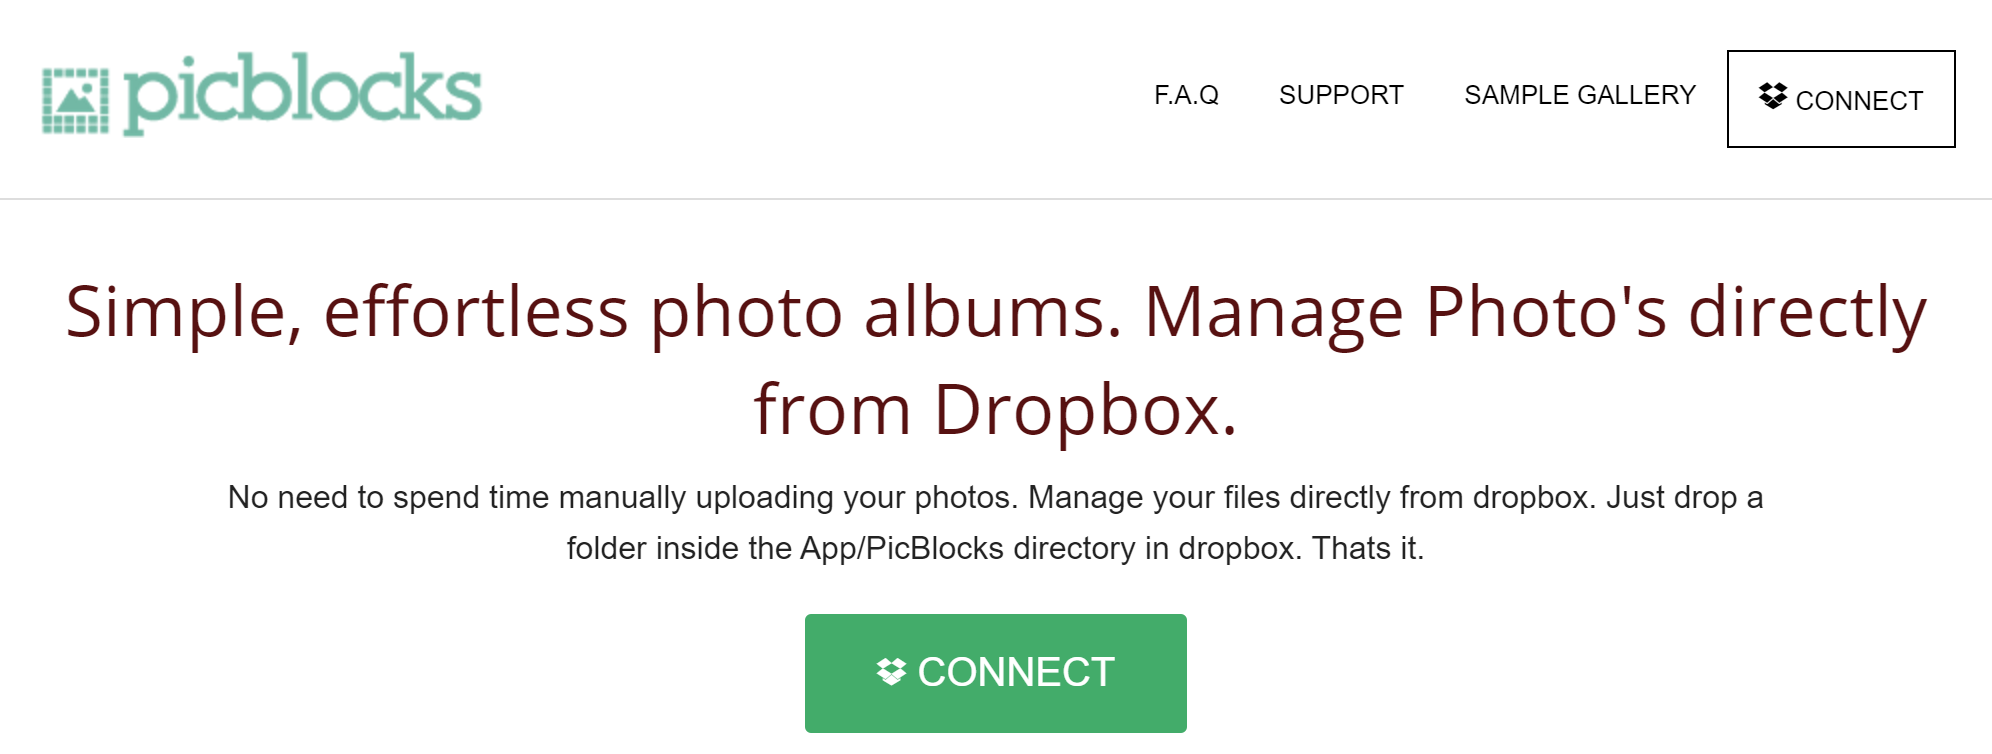 picblocks
F.A.Q
SUPPORT
SAMPLE GALLERY
CONNECT
Simple, effortless photo albums. Manage Photo's directly
from Dropbox.
No need to spend time manually uploading your photos. Manage your files directly from dropbox. Just drop a
folder inside the App/PicBlocks directory in dropbox. Thats it.
CONNECT